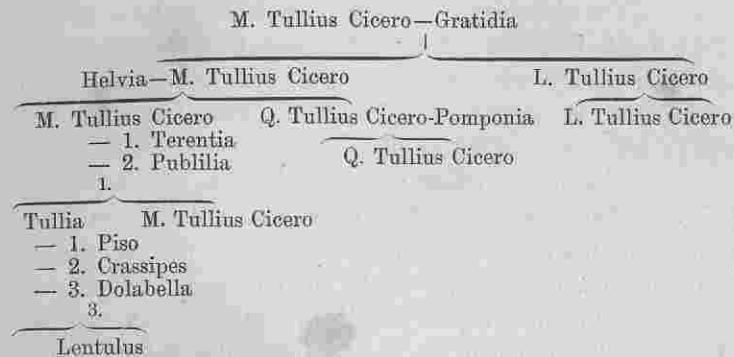 M. Tullius Cicero—Gratidia
Helvia—M. Tullius Cicero L. Tullius Cicero
M. Tullius Cicero Q. Tullius Cicero-Pomponia L. Tullius Cicero
— 1. Terentia
— 2. Publilia Q. Tullius Cicero
1.
Tullia M. Tullius Cicero
— 1. Piso
— 2. Crassipes
— 3. Dolabella
3.
Lentulus